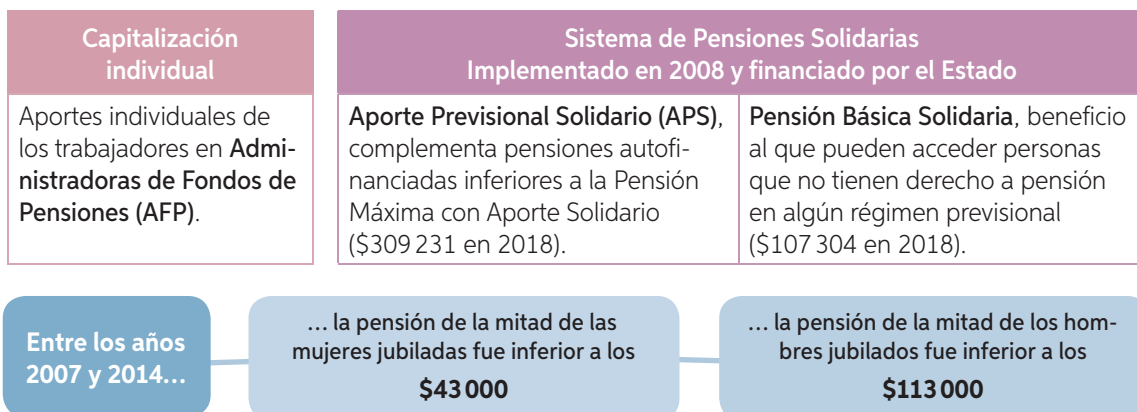 Capitalización
individual
Aportes individuales de
los trabajadores en Admi-
nistradoras de Fondos de
Pensiones (AFP).
Sistema de Pensiones Solidarias
Implementado en 2008 y financiado por el Estado
Aporte Previsional Solidario (APS),
complementa pensiones autofi-
nanciadas inferiores a la Pensión
Máxima con Aporte Solidario
($309 231 en 2018).
Pensión Básica Solidaria, beneficio
al que pueden acceder personas
que no tienen derecho a pensión
en algún régimen previsional
($107 304 en 2018).
Entre los años
2007 y 2014…
… la pensión de la mitad de las
mujeres jubiladas fue inferior a los
$43 000
… la pensión de la mitad de los hom-
bres jubilados fue inferior a los
$113 000